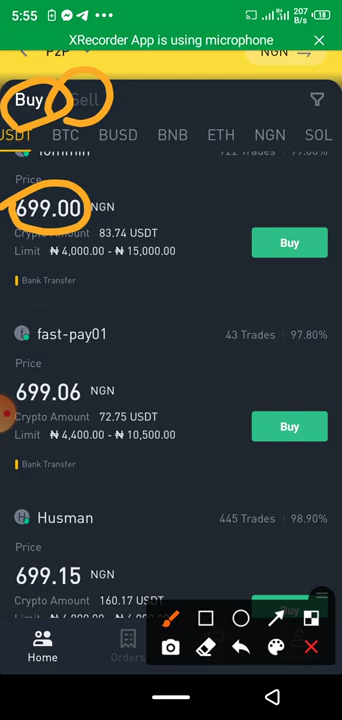 5:55
207
B/s
18
XRecorder App is using microphone
P2P
NGN →
Buy Sell
USDT BTC BUSD BNB ETH NGN SOL
Price
699.00 NGN
Crypto Amount 83.74 USDT
Limit ₦ 4,000.00 - ₦ 15,000.00
Buy
Bank Transfer
f fast-pay01 43 Trades 97.80%
Price
699.06 NGN
Crypto Amount 72.75 USDT
Limit ₦ 4,400.00 - ₦ 10,500.00
Buy
Bank Transfer
H Husman 445 Trades 98.90%
Price
699.15 NGN
Crypto Amount 160.17 USDT
Buy
Limit
Home Orders